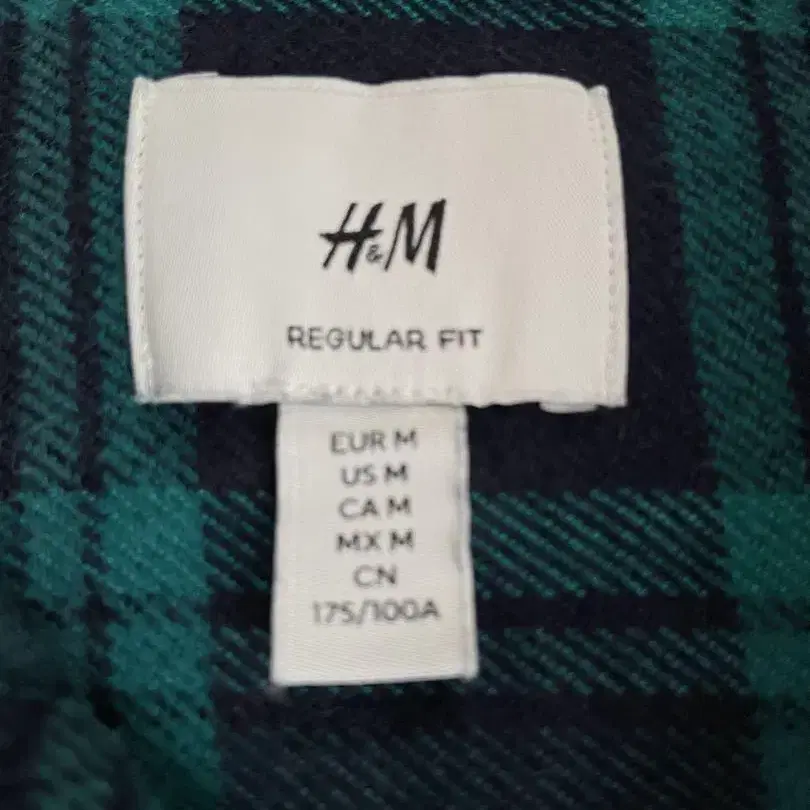 H&M
REGULAR FIT
EUR M
US M
CA M
MX M
CN
175/100A